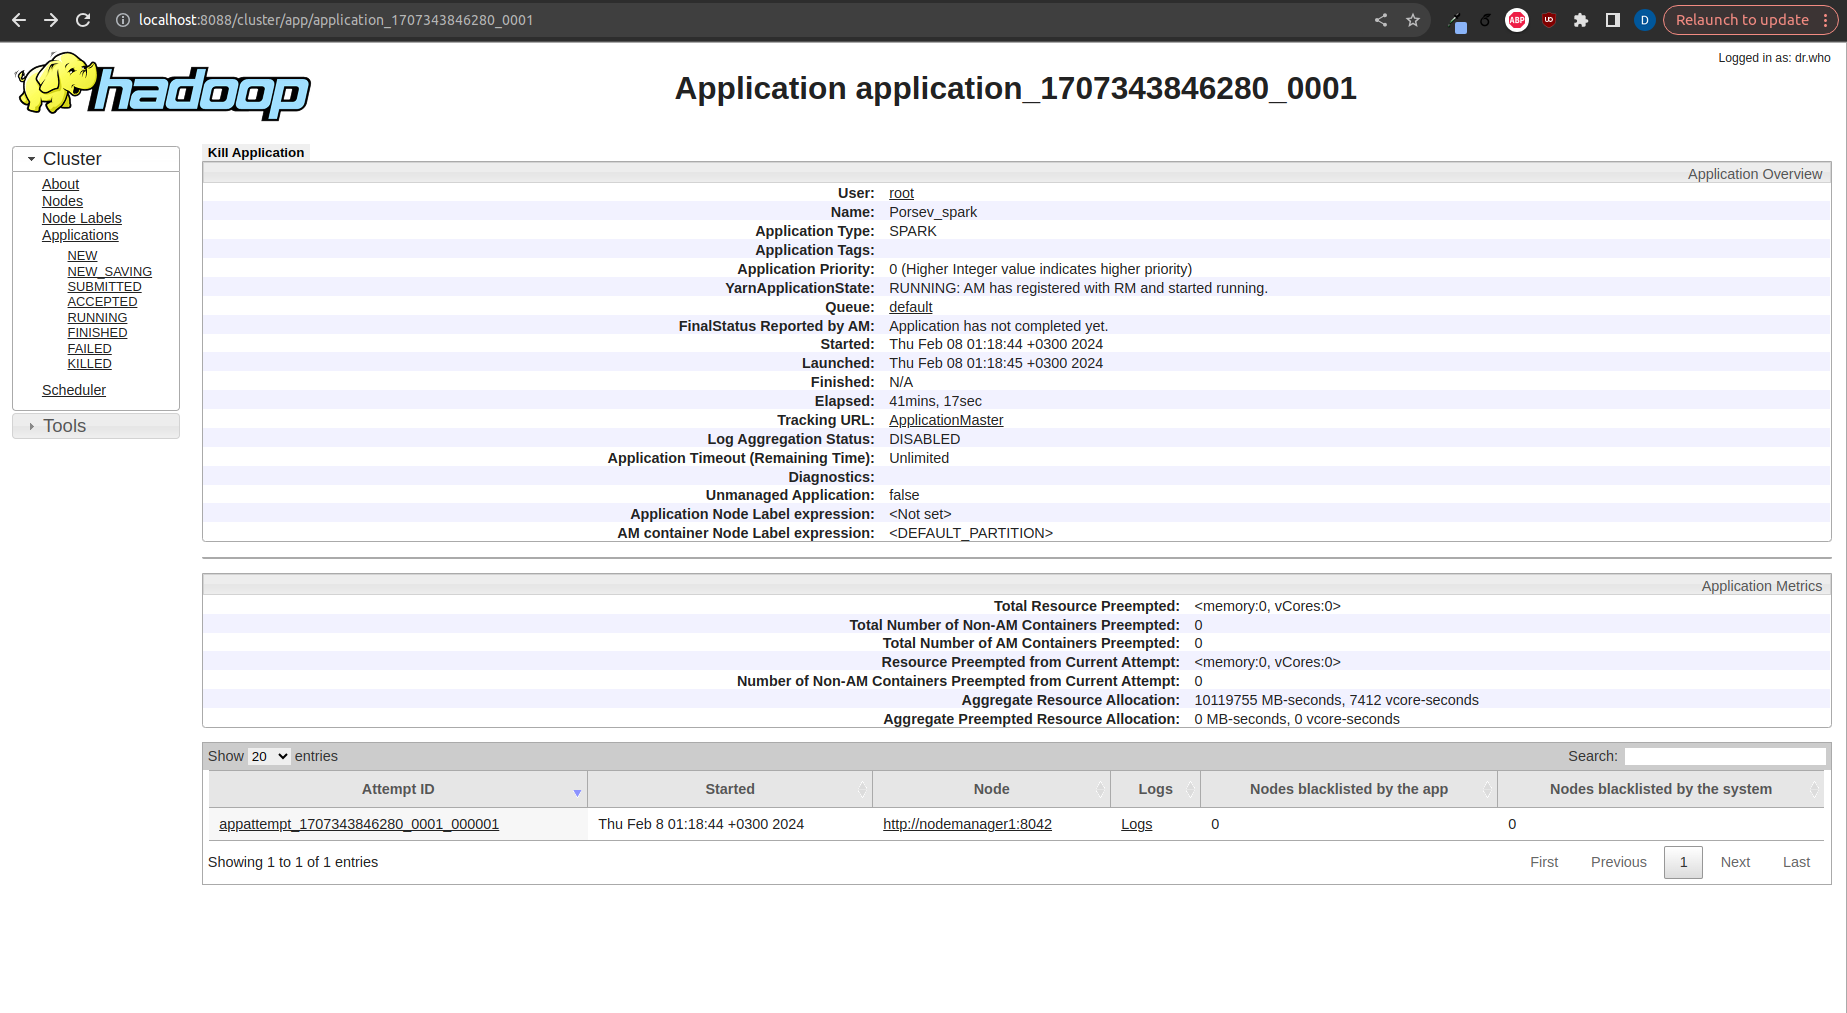 localhost:8088/cluster/app/application_1707343846280_0001
ABP
UD
D
Relaunch to update
hadoop
Logged in as: dr.who
Application application_1707343846280_0001
Cluster
About
Nodes
Node Labels
Applications
NEW
NEW_SAVING
SUBMITTED
ACCEPTED
RUNNING
FINISHED
FAILED
KILLED
Scheduler
Tools
Kill Application
Application Overview
User: root
Name: Porsev_spark
Application Type: SPARK
Application Tags:
Application Priority: 0 (Higher Integer value indicates higher priority)
YarnApplicationState: RUNNING: AM has registered with RM and started running.
Queue: default
FinalStatus Reported by AM: Application has not completed yet.
Started: Thu Feb 08 01:18:44 +0300 2024
Launched: Thu Feb 08 01:18:45 +0300 2024
Finished: N/A
Elapsed: 41mins, 17sec
Tracking URL: ApplicationMaster
Log Aggregation Status: DISABLED
Application Timeout (Remaining Time): Unlimited
Diagnostics:
Unmanaged Application: false
Application Node Label expression: <Not set>
AM container Node Label expression: <DEFAULT_PARTITION>
Application Metrics
Total Resource Preempted: <memory:0, vCores:0>
Total Number of Non-AM Containers Preempted: 0
Total Number of AM Containers Preempted: 0
Resource Preempted from Current Attempt: <memory:0, vCores:0>
Number of Non-AM Containers Preempted from Current Attempt: 0
Aggregate Resource Allocation: 10119755 MB-seconds, 7412 vcore-seconds
Aggregate Preempted Resource Allocation: 0 MB-seconds, 0 vcore-seconds
Show 20 entries Search:
Attempt ID Started Node Logs Nodes blacklisted by the app Nodes blacklisted by the system
appattempt_1707343846280_0001_000001 Thu Feb 8 01:18:44 +0300 2024 http://nodemanager1:8042 Logs 0 0
Showing 1 to 1 of 1 entries First Previous 1 Next Last